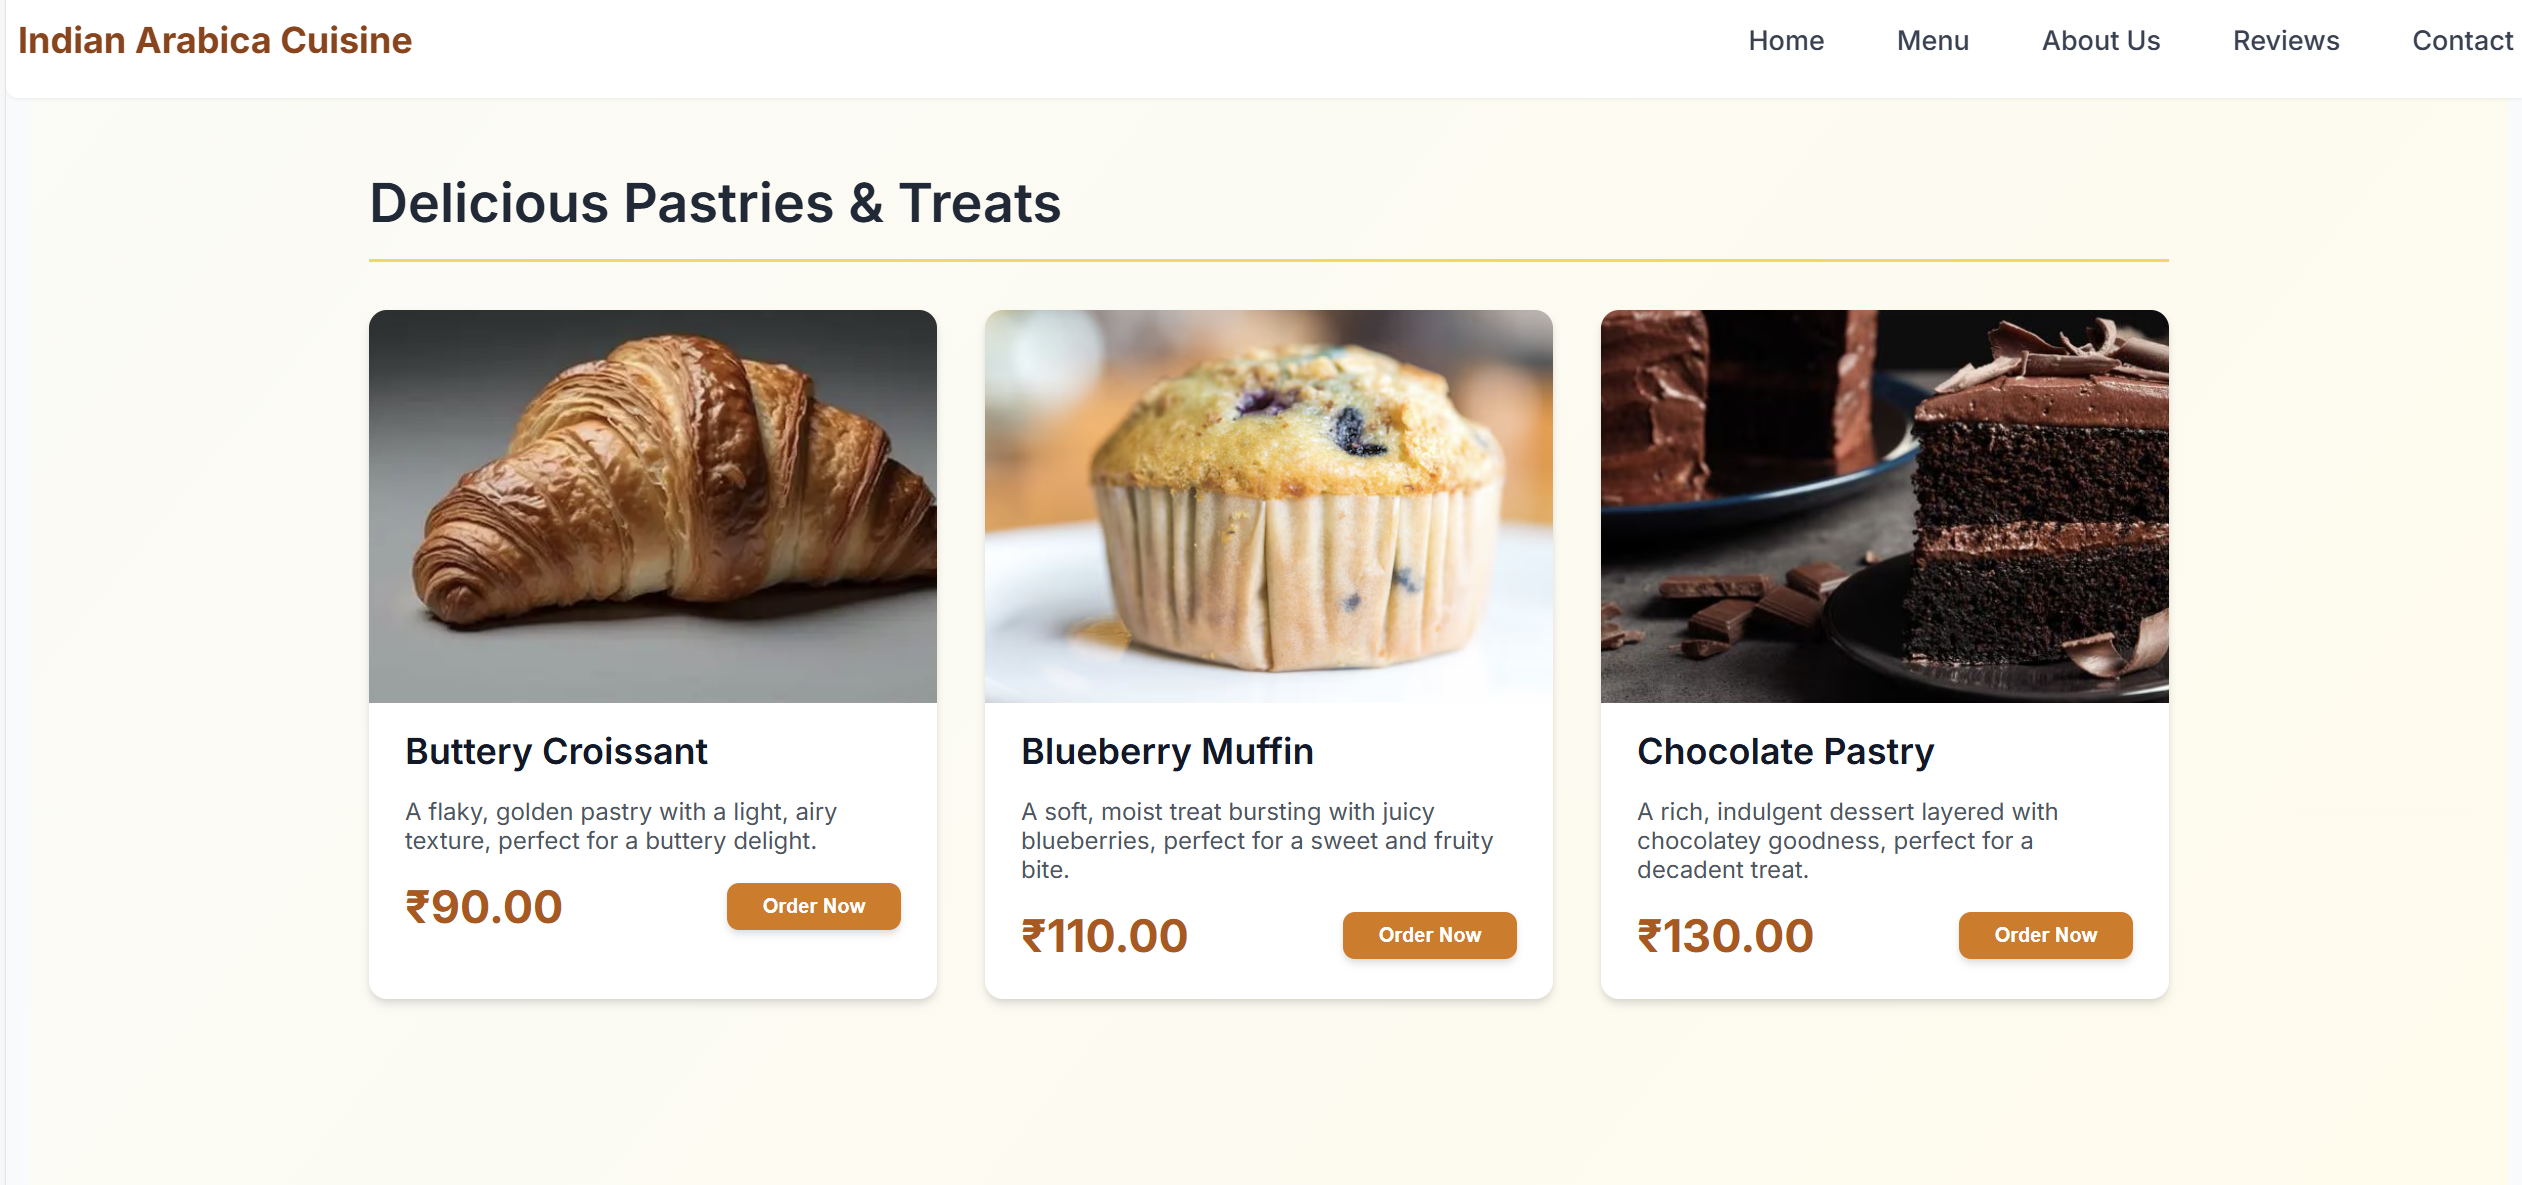 Indian Arabica Cuisine
Home Menu About Us Reviews Contact
Delicious Pastries & Treats
Buttery Croissant
A flaky, golden pastry with a light, airy
texture, perfect for a buttery delight.
₹90.00 Order Now
Blueberry Muffin
A soft, moist treat bursting with juicy
blueberries, perfect for a sweet and fruity
bite.
₹110.00 Order Now
Chocolate Pastry
A rich, indulgent dessert layered with
chocolatey goodness, perfect for a
decadent treat.
₹130.00 Order Now